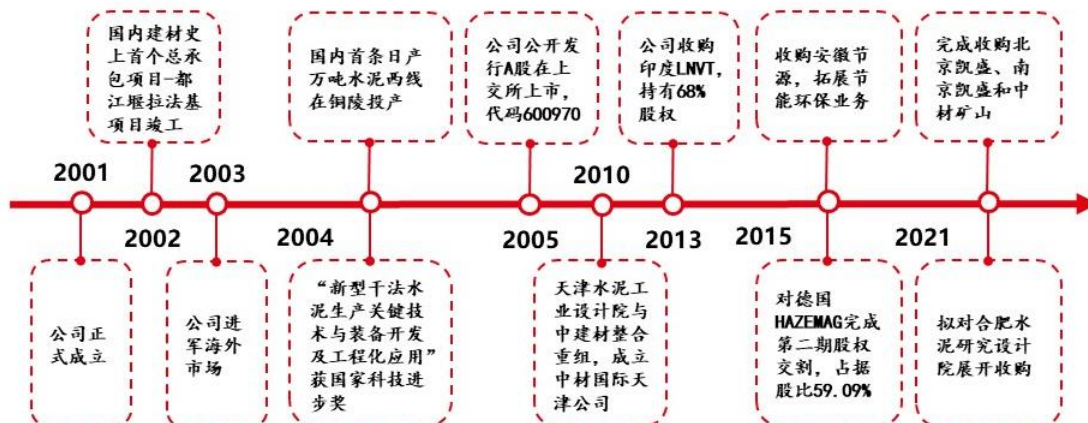 国内建材史
上首个总承
包项目-都
江堰拉法基
项目竣工
国内首条日产
万吨水泥两线
在铜陵投产
公司公开发
行A股在上
交所上市，
代码600970
公司收购
印度LNVT，
持有68%
股权
收购安徽节
源，拓展节
能环保业务
完成收购北
京凯盛、南
京凯盛和中
材矿山
2001
2003
2010
2002
2004
2005
2013
2015
2021
公司正
式成立
公司进
军海外
市场
“新型干法水
泥生产关键技
术与装备开发
及工程化应用”
获国家科技进
步奖
天津水泥工
业设计院与
中建材整合
重组，成立
中材国际天
津公司
对德国
HAZEMAG完成
第二期股权
交割，占据
股比59.09%
拟对合肥水
泥研究设计
院展开收购